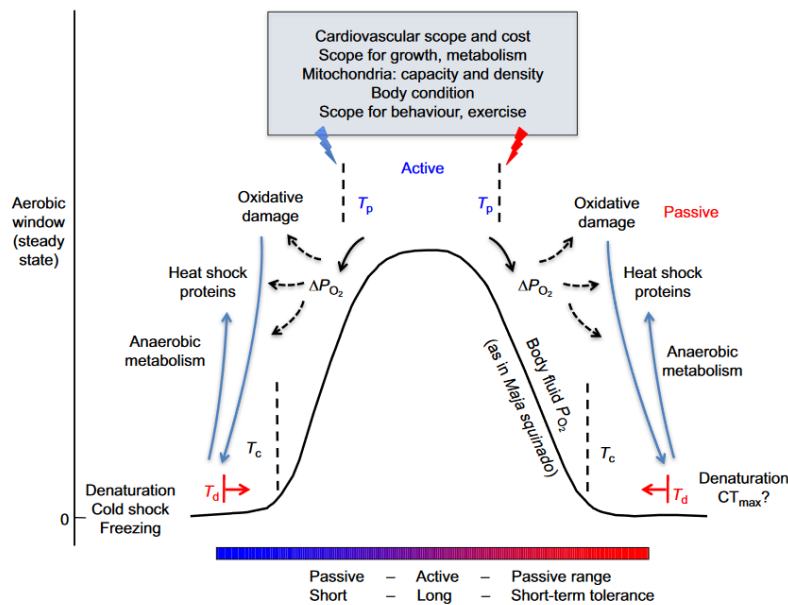 Cardiovascular scope and cost
Scope for growth, metabolism
Mitochondria: capacity and density
Body condition
Scope for behaviour, exercise
Active
Aerobic
window
(steady
state)
Oxidative
damage
Tp
Tp
Oxidative
damage
Passive
Heat shock
proteins
ΔPO2
ΔPO2
Heat shock
proteins
Anaerobic
metabolism
Body fluid PO2
(as in Maja squinado)
Anaerobic
metabolism
Tc
Tc
Denaturation
Cold shock
Freezing
Td
Td
Denaturation
CTmax?
0
Passive – Active – Passive range
Short – Long – Short-term tolerance